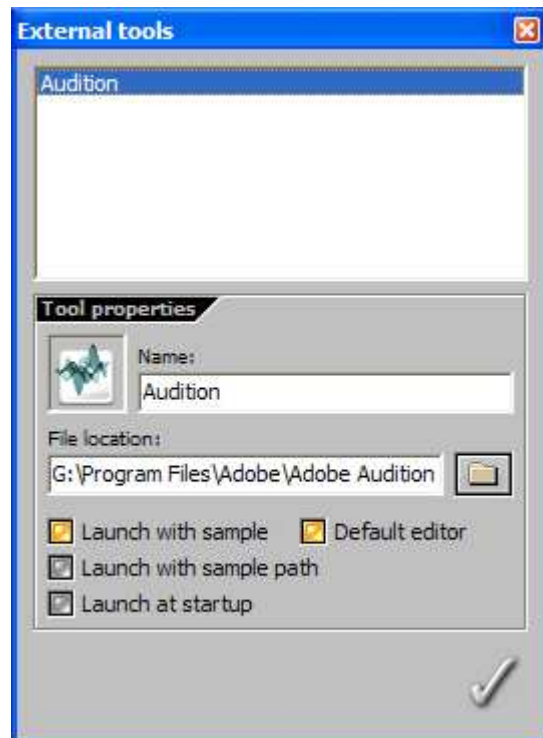 External tools
Audition
Tool properties
Name:
Audition
File location:
G:\Program Files\Adobe\Adobe Audition
Launch with sample Default editor
Launch with sample path
Launch at startup